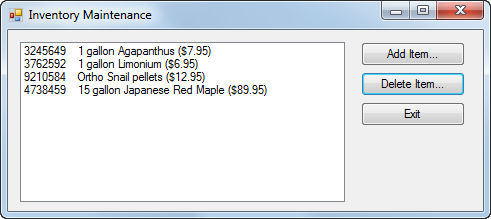 Inventory Maintenance
3245649 1 gallon Agapanthus ($7.95)
3762592 1 gallon Limonium ($6.95)
9210584 Ortho Snail pellets ($12.95)
4738459 15 gallon Japanese Red Maple ($89.95)
Add Item...
Delete Item...
Exit